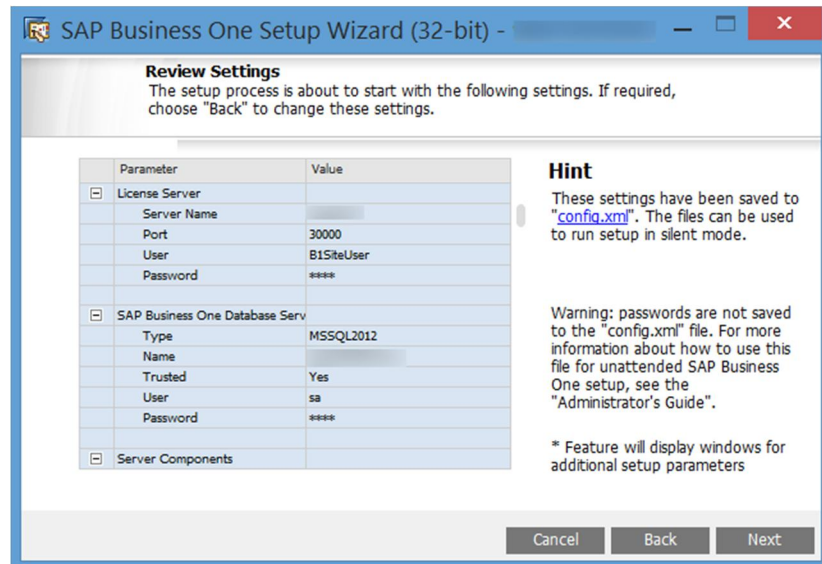 SAP Business One Setup Wizard (32-bit) -
Review Settings
The setup process is about to start with the following settings. If required,
choose "Back" to change these settings.
Parameter Value
License Server
Server Name
Port 30000
User B1SiteUser
Password ****
SAP Business One Database Serv
Type MSSQL2012
Name
Trusted Yes
User sa
Password ****
Server Components
Hint
These settings have been saved to
"config.xml". The files can be used
to run setup in silent mode.
Warning: passwords are not saved
to the "config.xml" file. For more
information about how to use this
file for unattended SAP Business
One setup, see the
"Administrator's Guide".
* Feature will display windows for
additional setup parameters
Cancel Back Next